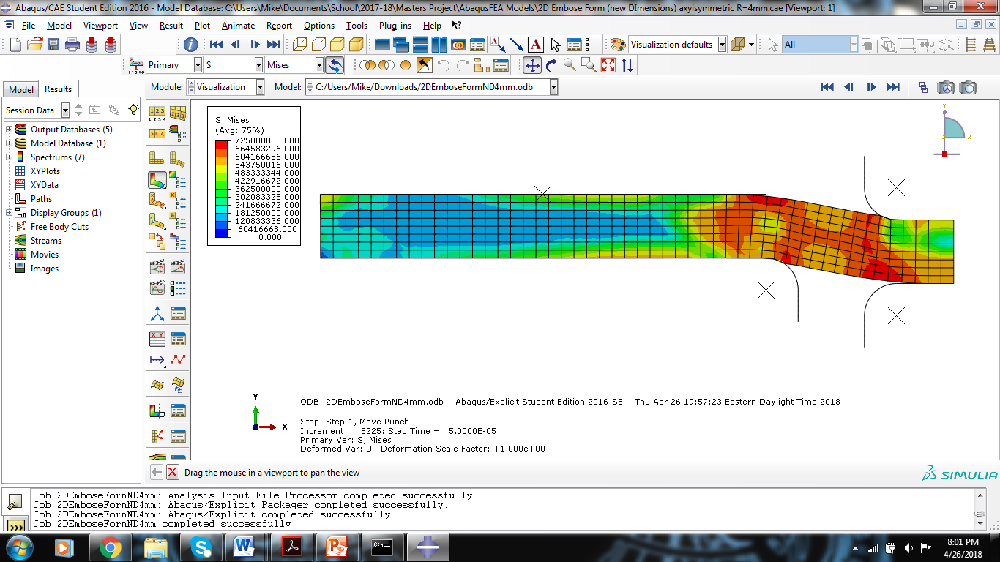 Abaqus/CAE Student Edition 2016 - Model Database: C:\Users\Mike\Documents\School\2017-18\Masters Project\AbaqusFEA Models\2D Embose Form (new DImensions) axyisymmetric R=4mm.cae [Viewport: 1]
File Model Viewport View Result Plot Animate Report Options Tools Plug-ins Help
Visualization defaults All
Primary S Mises
Model Results Module: Visualization Model: C:/Users/Mike/Downloads/2DEmboseFormND4mm.odb
Session Data
Output Databases (5)
Model Database (1)
Spectrums (7)
XYPlots
XYData
Paths
Display Groups (1)
Free Body Cuts
Streams
Movies
Images
S, Mises
(Avg: 75%)
725000000.000
664583296.000
604166656.000
543750016.000
483333344.000
422916672.000
362500000.000
302083328.000
241666672.000
181250000.000
120833336.000
60416668.000
0.000
Y
X
Y
X
ODB: 2DEmboseFormND4mm.odb Abaqus/Explicit Student Edition 2016-SE Thu Apr 26 19:57:23 Eastern Daylight Time 2018
Step: Step-1, Move Punch
Increment 5225: Step Time = 5.0000E-05
Primary Var: S, Mises
Deformed Var: U Deformation Scale Factor: +1.000e+00
Drag the mouse in a viewport to pan the view
SIMULIA
Job 2DEmboseFormND4mm: Analysis Input File Processor completed successfully.
Job 2DEmboseFormND4mm: Abaqus/Explicit Packager completed successfully.
Job 2DEmboseFormND4mm: Abaqus/Explicit completed successfully.
Job 2DEmboseFormND4mm completed successfully.
>>>
8:01 PM
4/26/2018